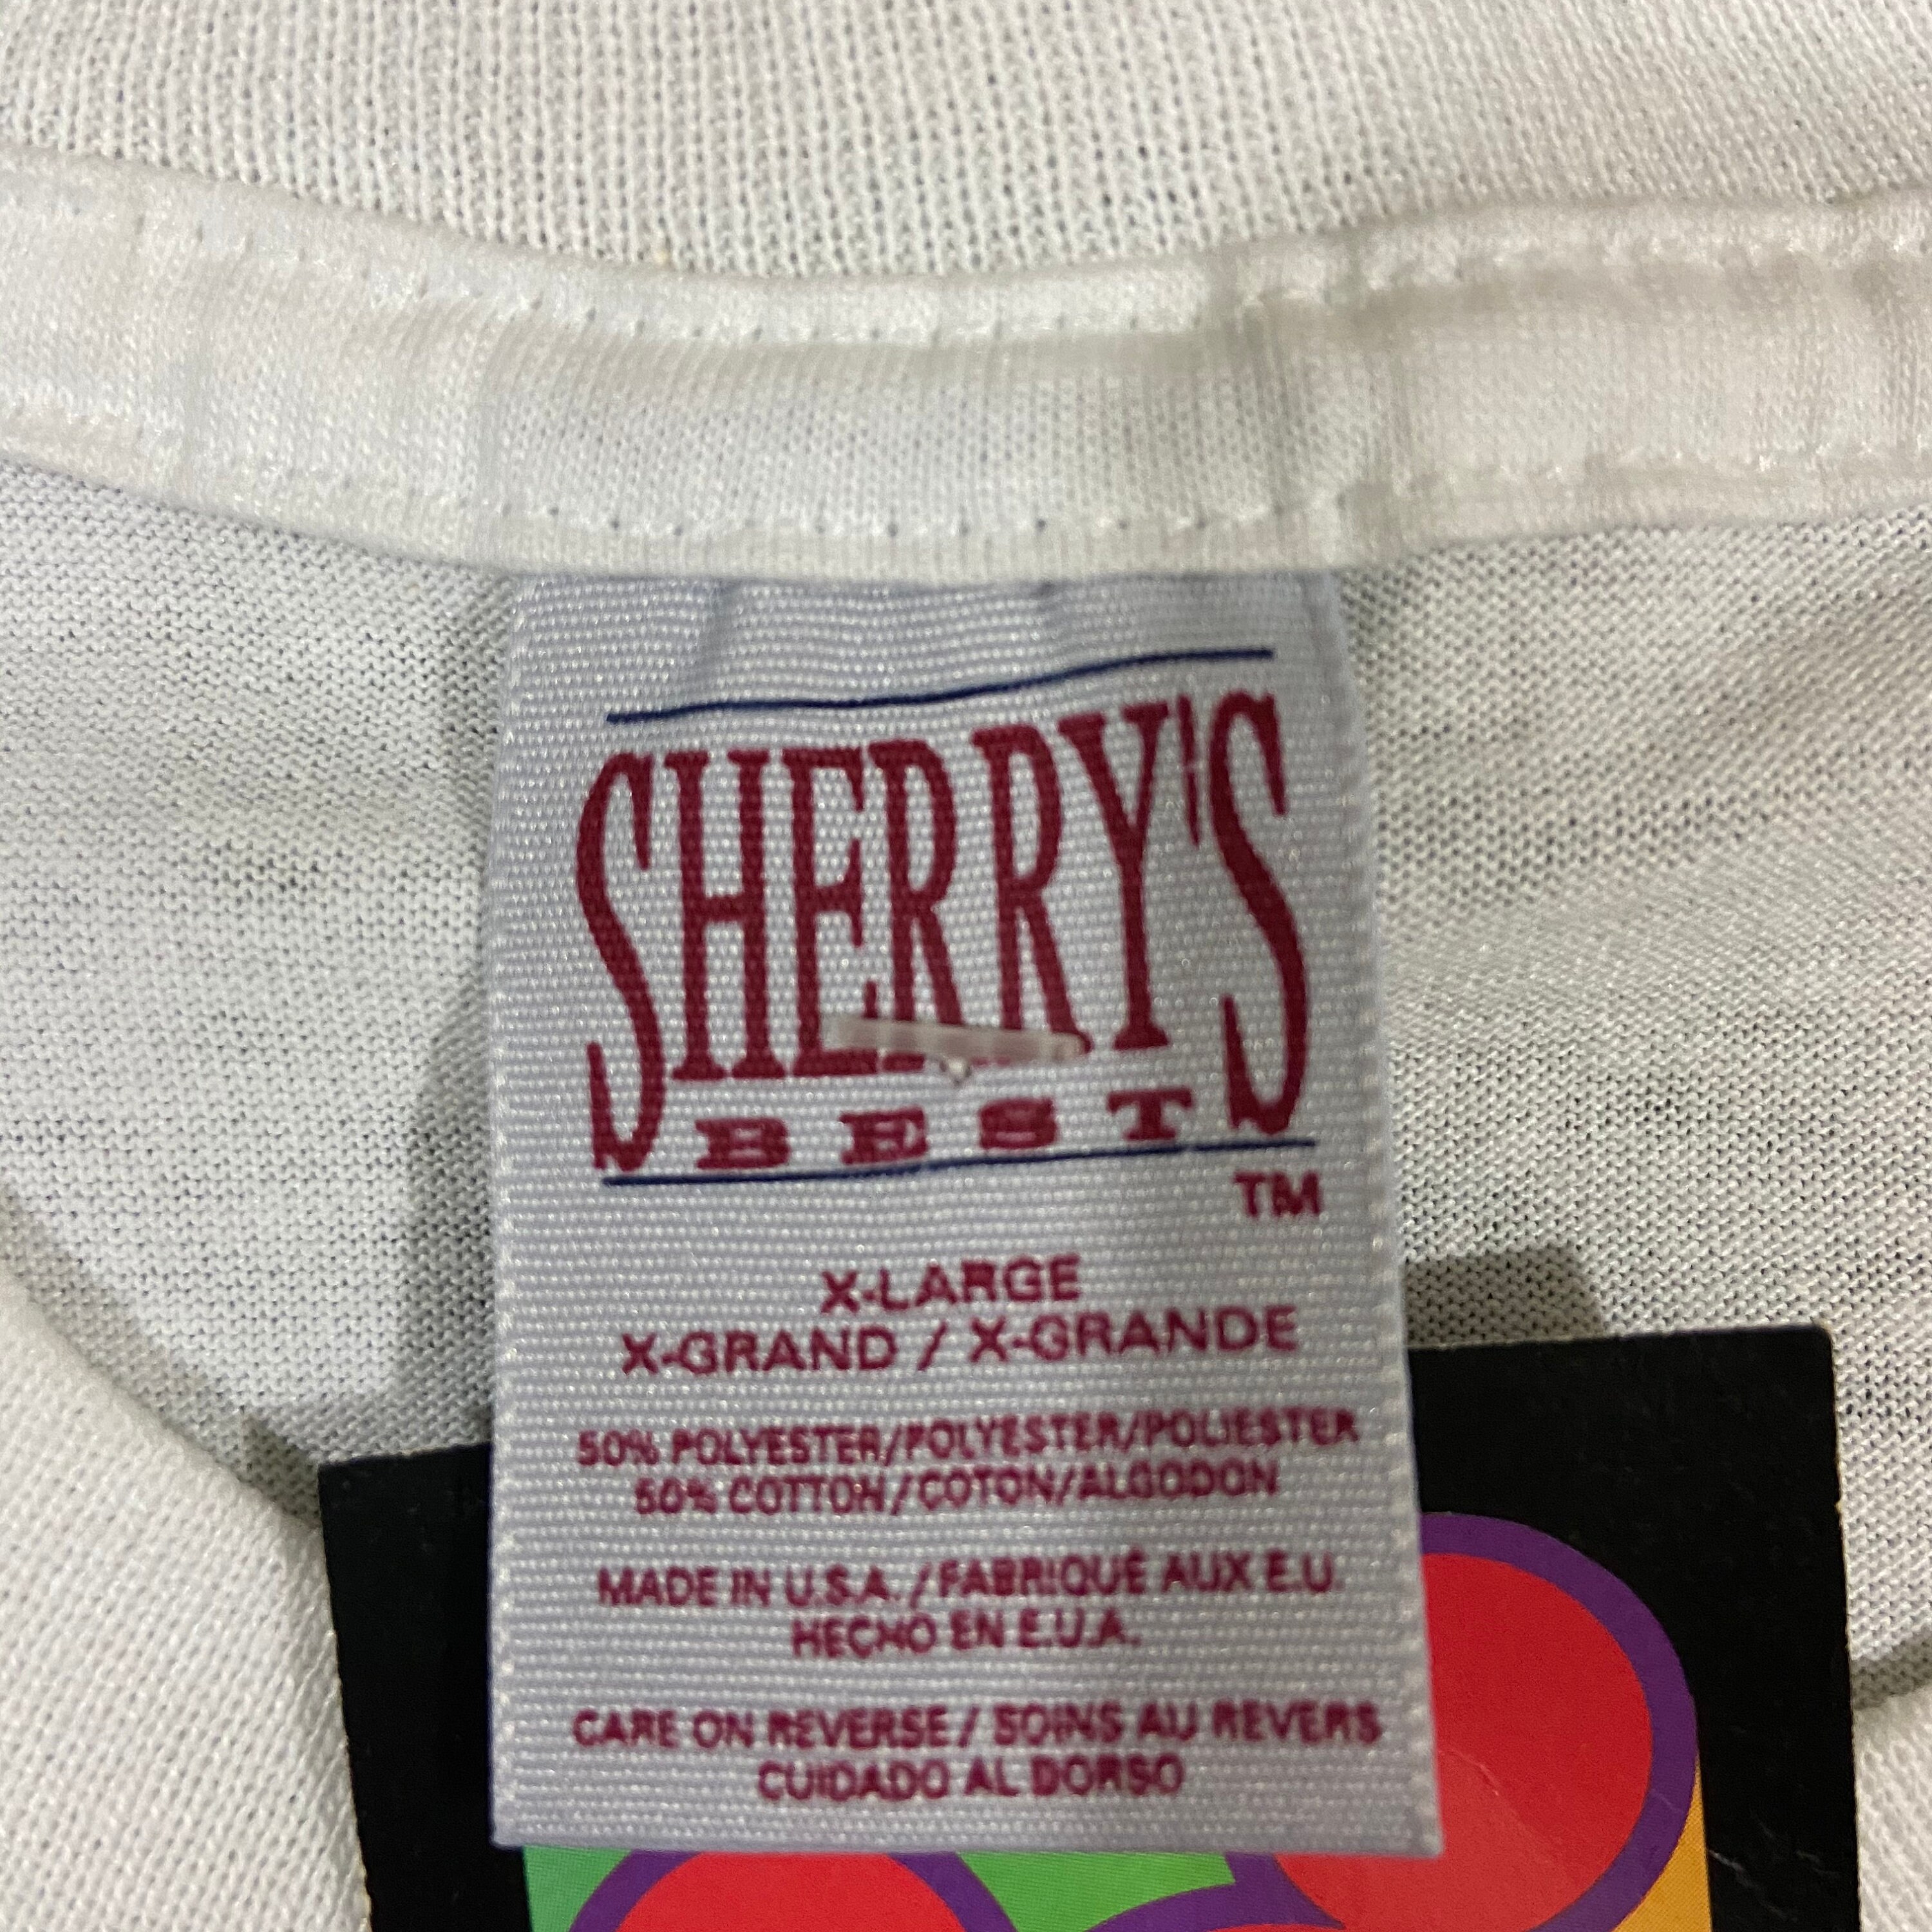 SHERRY'S
BEST
TM
X-LARGE
X-GRAND / X-GRANDE
50% POLYESTER/POLYESTER/POLIESTER
50% COTTON/COTON/ALGODON
MADE IN U.S.A. / FABRIQUÉ AUX E.U.
HECHO EN E.U.A.
CARE ON REVERSE / SOINS AU REVERS
CUIDADO AL DORSO